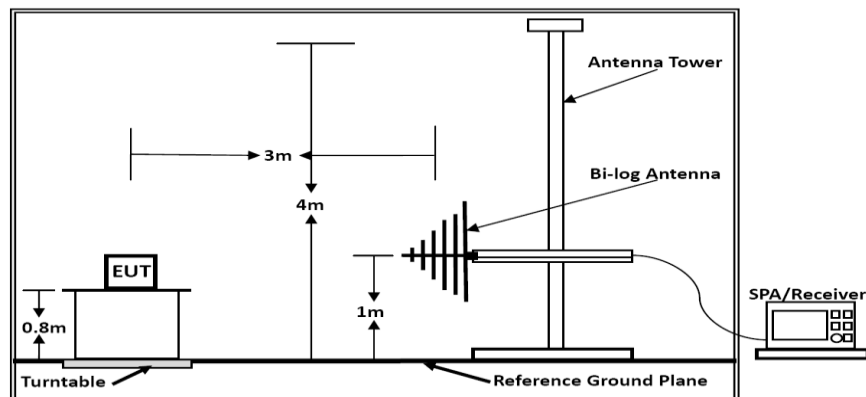 Antenna Tower
3m
Bi-log Antenna
4m
EUT
SPA/Receiver
0.8m
1m
Turntable
Reference Ground Plane